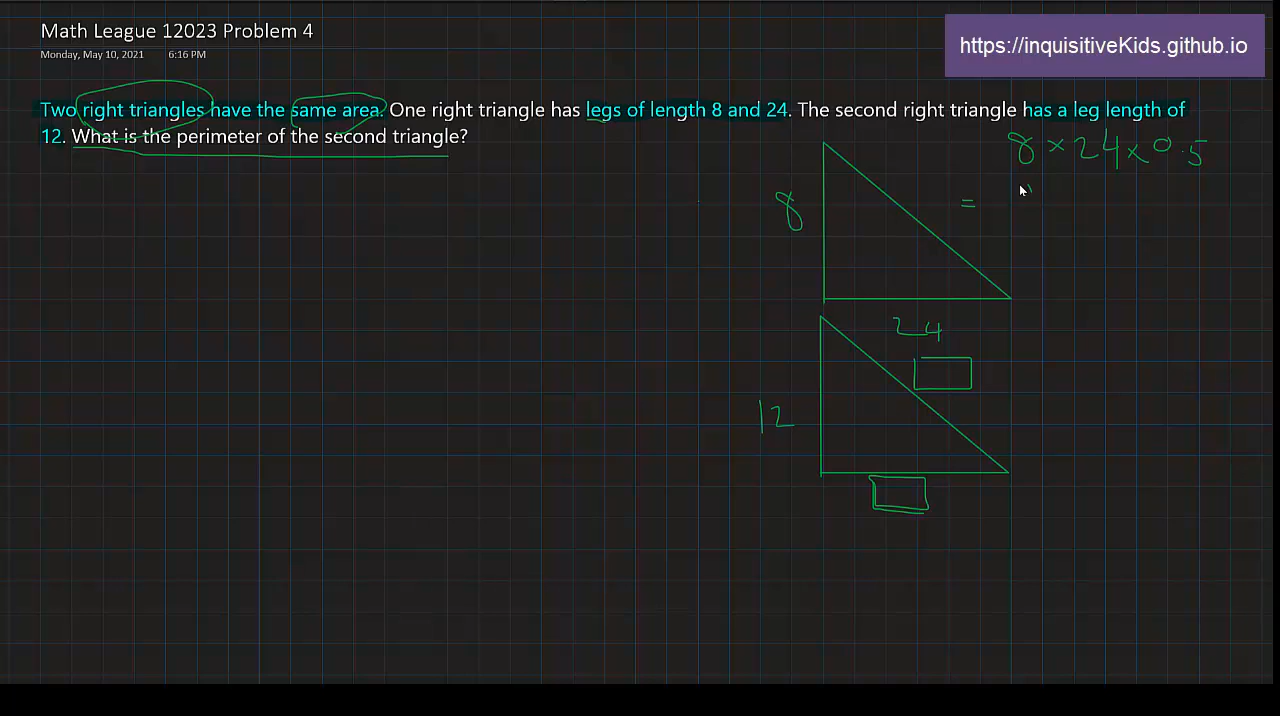 Math League 12023 Problem 4
https://inquisitiveKids.github.io
Monday, May 10, 2021 6:16 PM
Two right triangles have the same area. One right triangle has legs of length 8 and 24. The second right triangle has a leg length of
12. What is the perimeter of the second triangle?
8 × 24 × 0.5
8
=
24
12